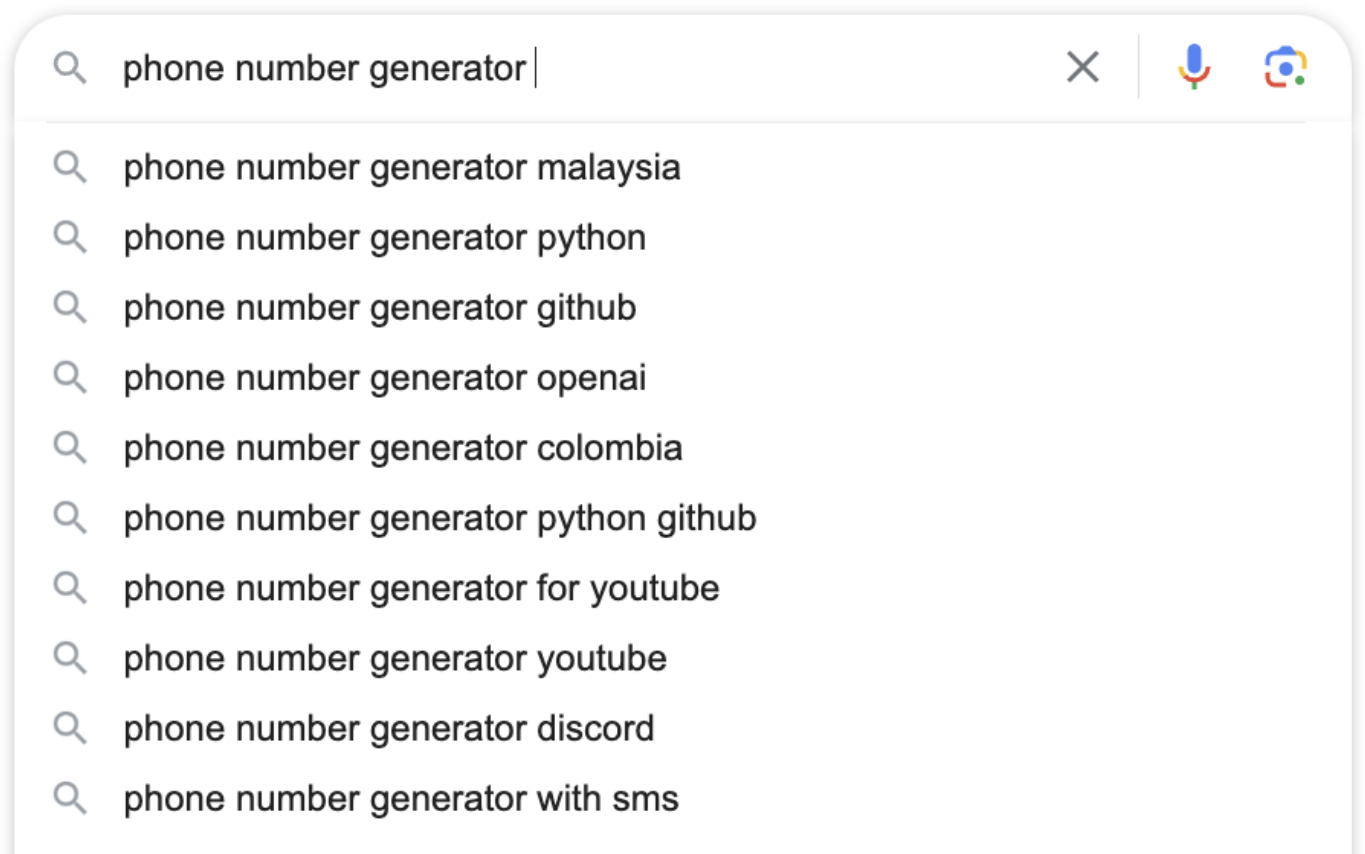 phone number generator
phone number generator malaysia
phone number generator python
phone number generator github
phone number generator openai
phone number generator colombia
phone number generator python github
phone number generator for youtube
phone number generator youtube
phone number generator discord
phone number generator with sms